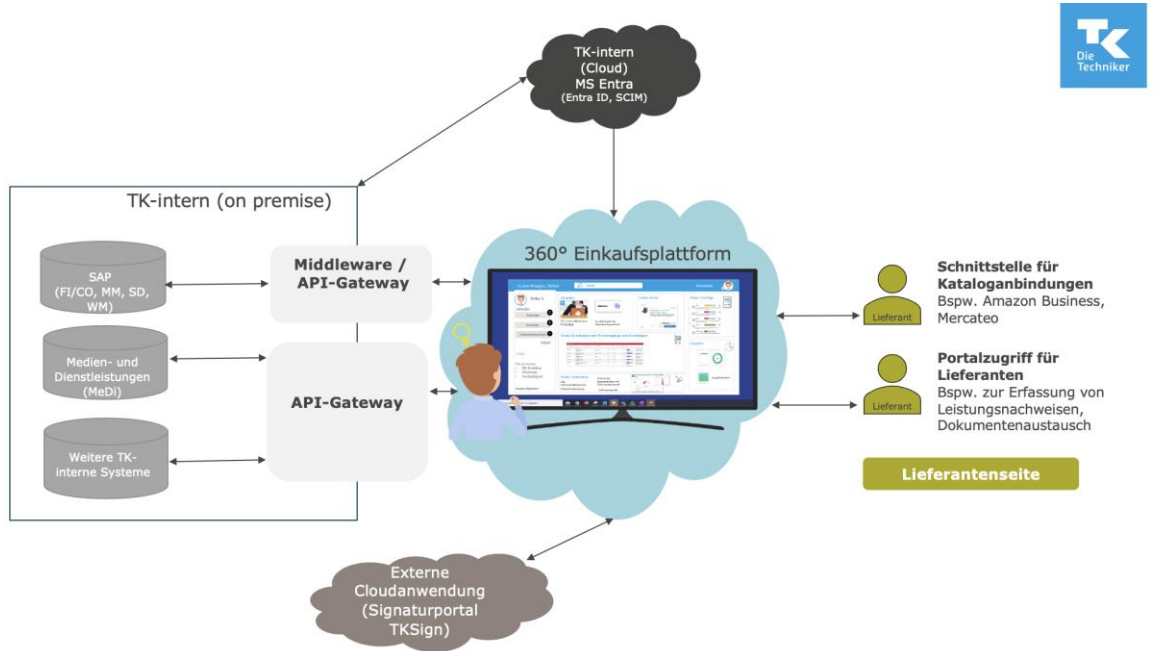 TK-intern
(Cloud)
MS Entra
(Entra ID, SCIM)
TK
Die
Techniker
TK-intern (on premise)
SAP
(FI/CO, MM, SD,
WM)
Medien- und
Dienstleistungen
(MeDi)
Weitere TK-
interne Systeme
Middleware /
API-Gateway
API-Gateway
360° Einkaufsplattform
Lieferant
Schnittstelle für
Kataloganbindungen
Bspw. Amazon Business,
Mercateo
Lieferant
Portalzugriff für
Lieferanten
Bspw. zur Erfassung von
Leistungsnachweisen,
Dokumentenaustausch
Lieferantenseite
Externe
Cloudanwendung
(Signaturportal
TKSign)